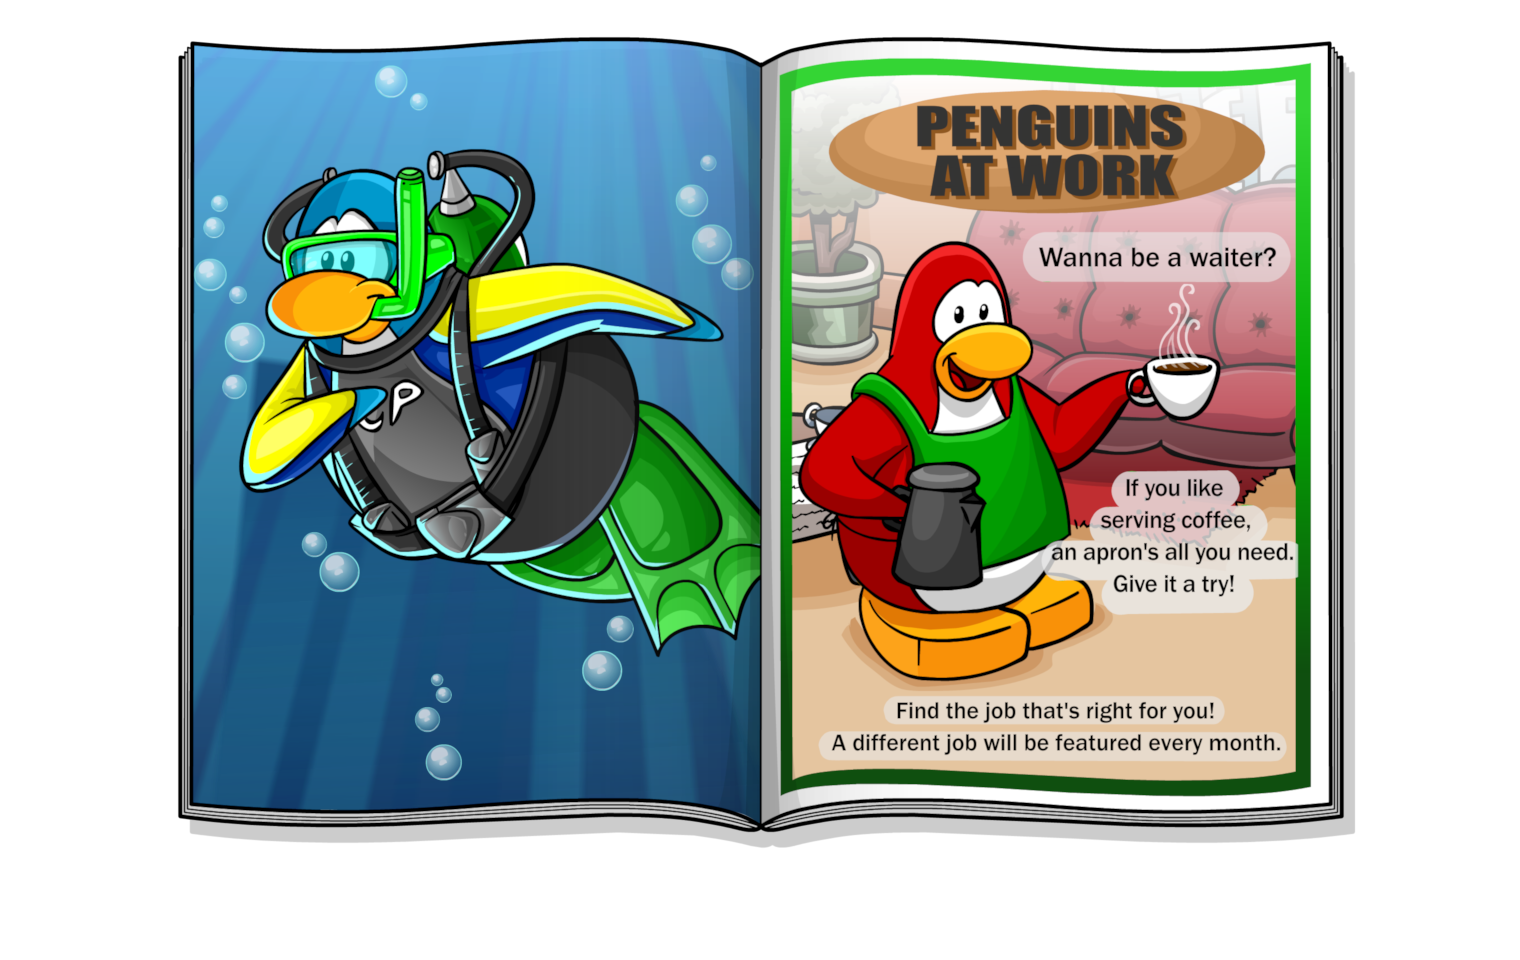 CP
PENGUINS
AT WORK
Wanna be a waiter?
If you like
serving coffee,
an apron's all you need.
Give it a try!
Find the job that's right for you!
A different job will be featured every month.